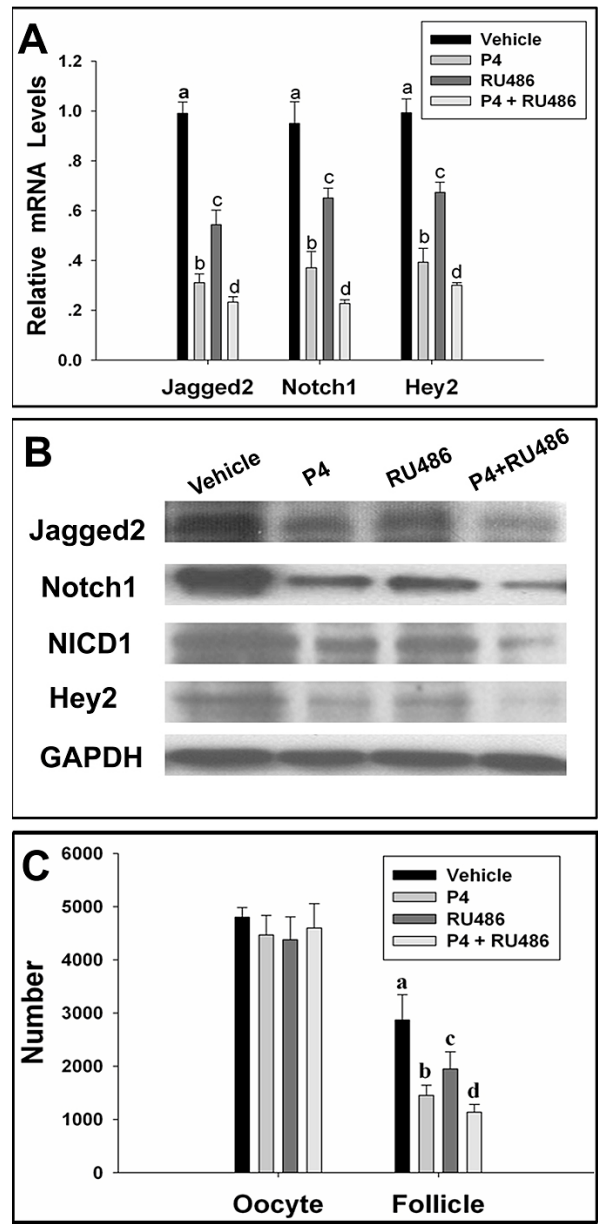 A
Vehicle
P4
RU486
P4 + RU486
Relative mRNA Levels
1.2
1.0
.8
.6
.4
.2
0.0
a b c d
a b c d
a b c d
Jagged2 Notch1 Hey2
B
Vehicle P4 RU486 P4+RU486
Jagged2
Notch1
NICD1
Hey2
GAPDH
C
Vehicle
P4
RU486
P4 + RU486
Number
6000
5000
4000
3000
2000
1000
0
a b c d
Oocyte Follicle